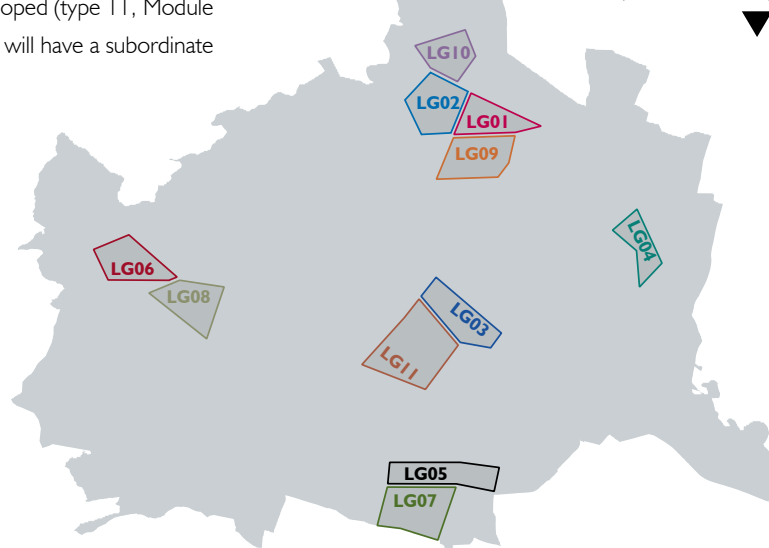 oped (type 11, Module
will have a subordinate
LG10
LG02
LG01
LG09
LG04
LG06
LG08
LG03
LG11
LG05
LG07